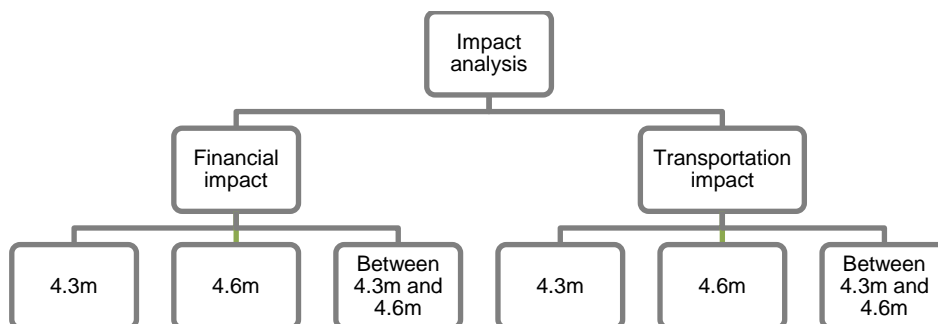 Impact
analysis
Financial
impact
Transportation
impact
4.3m
4.6m
Between
4.3m and
4.6m
4.3m
4.6m
Between
4.3m and
4.6m